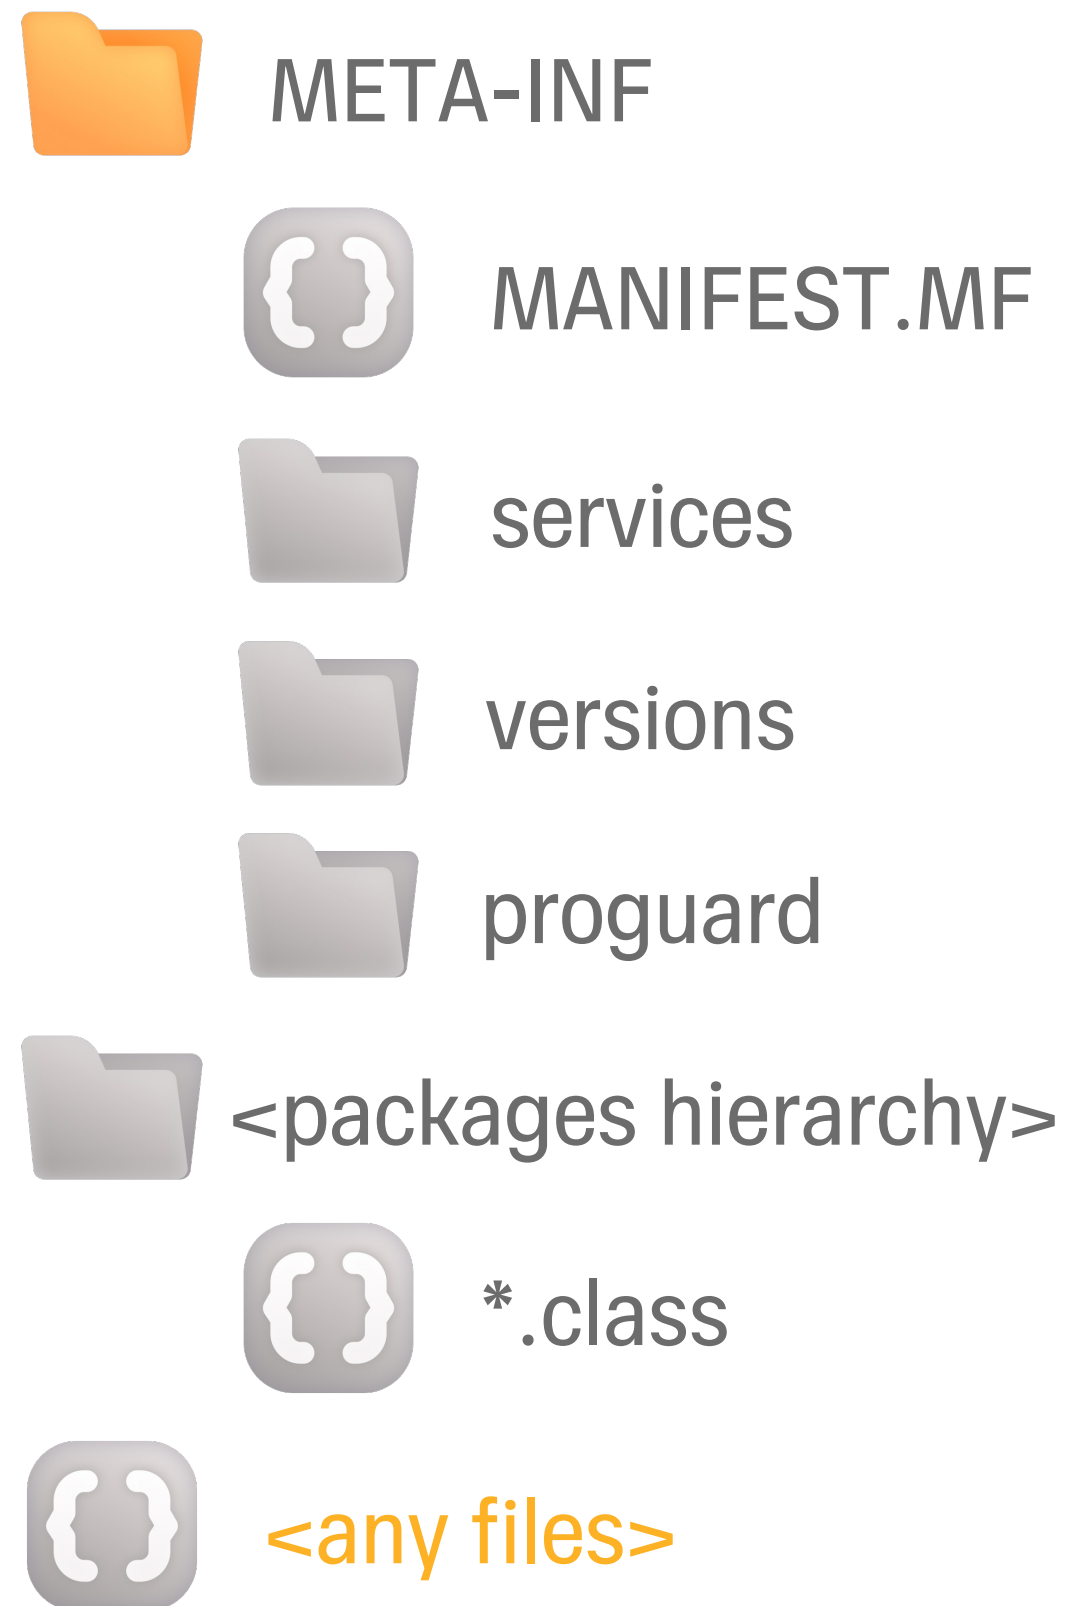 META-INF
MANIFEST.MF
services
versions
proguard
<packages hierarchy>
*.class
<any files>